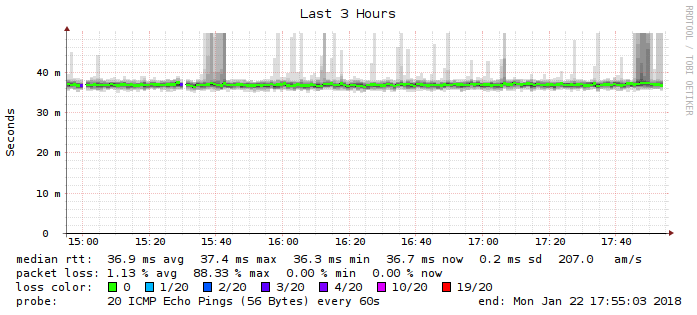 Last 3 Hours
RRDTOOL / TOBI OETIKER
Seconds
40 m
30 m
20 m
10 m
0
15:00 15:20 15:40 16:00 16:20 16:40 17:00 17:20 17:40
median rtt: 36.9 ms avg 37.4 ms max 36.3 ms min 36.7 ms now 0.2 ms sd 207.0 am/s
packet loss: 1.13 % avg 88.33 % max 0.00 % min 0.00 % now
loss color: 0 1/20 2/20 3/20 4/20 10/20 19/20
probe: 20 ICMP Echo Pings (56 Bytes) every 60s end: Mon Jan 22 17:55:03 2018